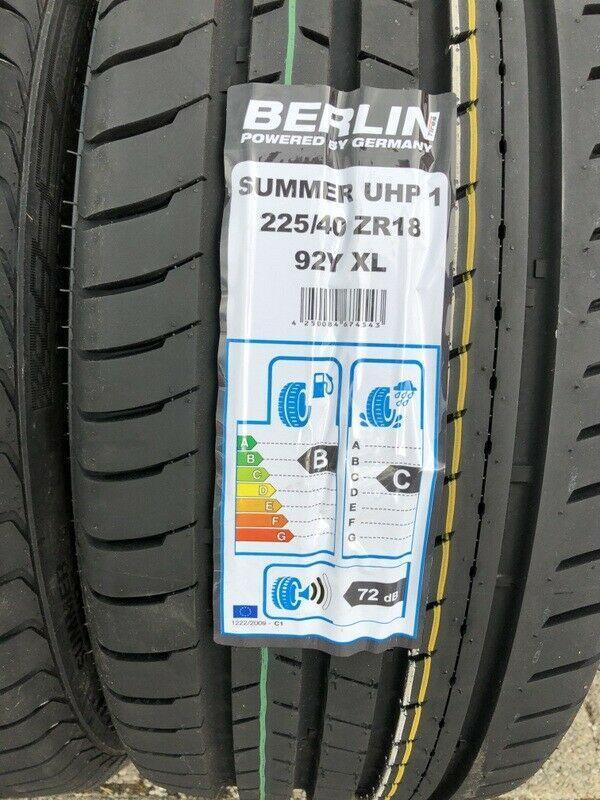 BERLIN
POWERED BY GERMANY
SUMMER UHP 1
225/40 ZR18
92Y XL
4 250084 674543
A
B
C
D
E
F
G
B
A
B
C
D
E
F
G
C
72 dB
1222/2009 - C1
SUMMER